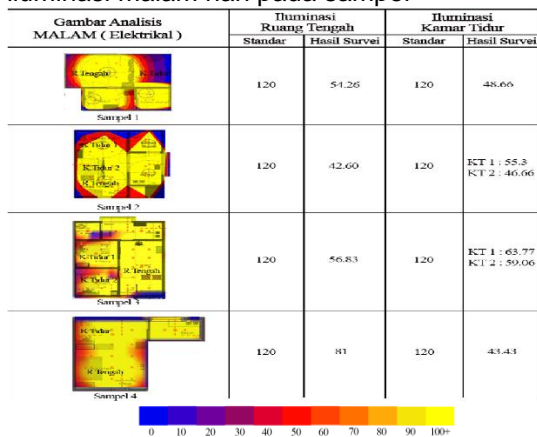 iluminasi malam hari pada sampel
Gambar Analisis
MALAM ( Elektrikal )
Iluminasi
Ruang Tengah
Iluminasi
Kamar Tidur
Standar
Hasil Survei
Standar
Hasil Survei
R.Tengah
K.Tidur
Sampel 1
120
54.26
120
48.66
K.Tidur 1
K.Tidur 2
R.Tengah
Sampel 2
120
42.60
120
KT 1 : 55.3
KT 2 : 46.66
K.Tidur 1
R.Tengah
K.Tidur 2
Sampel 3
120
56.83
120
KT 1 : 63.77
KT 2 : 59.06
K.Tidur
R.Tengah
Sampel 4
120
81
120
43.43
0 10 20 30 40 50 60 70 80 90 100+